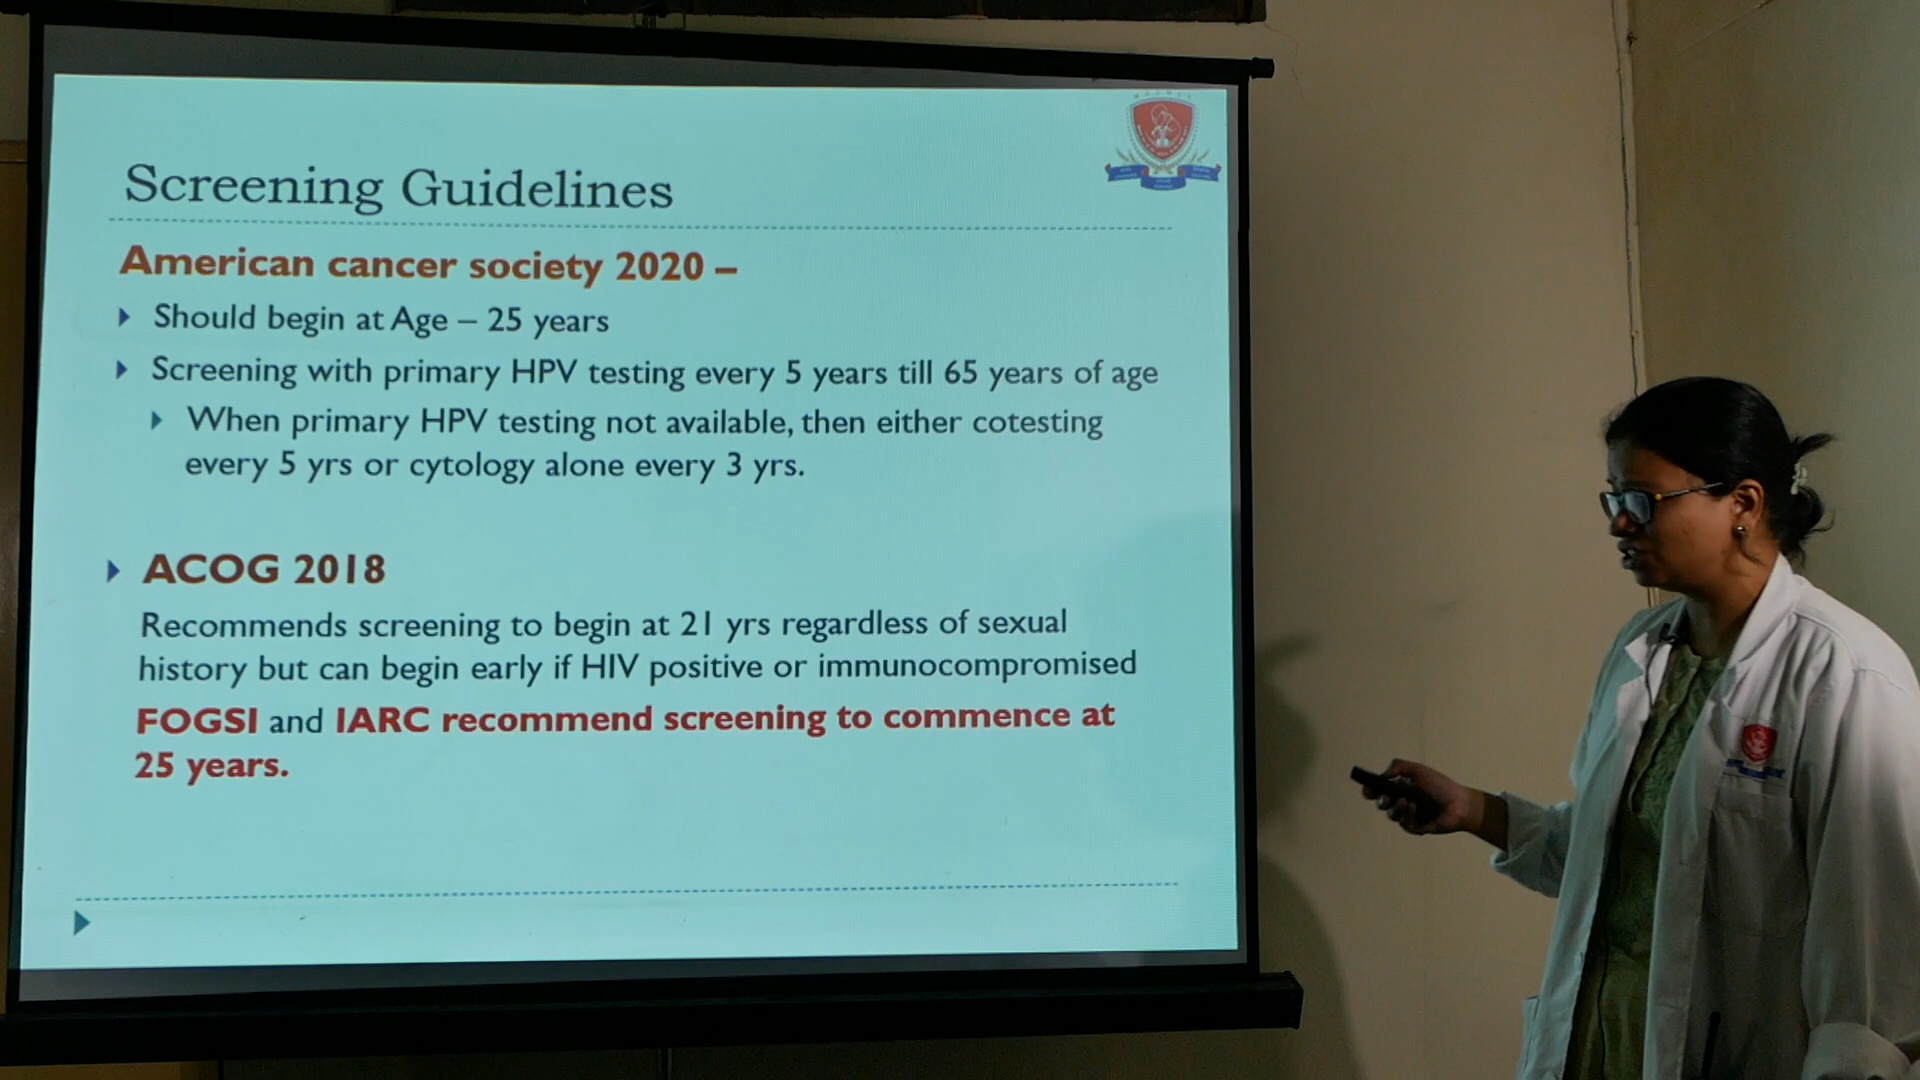 Screening Guidelines
American cancer society 2020 –
Should begin at Age – 25 years
Screening with primary HPV testing every 5 years till 65 years of age
When primary HPV testing not available, then either cotesting
every 5 yrs or cytology alone every 3 yrs.
ACOG 2018
Recommends screening to begin at 21 yrs regardless of sexual
history but can begin early if HIV positive or immunocompromised
FOGSI and IARC recommend screening to commence at
25 years.